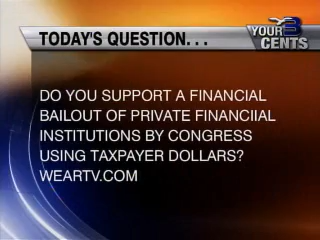 TODAY'S QUESTION. . .
YOUR 3
CENTS
DO YOU SUPPORT A FINANCIAL
BAILOUT OF PRIVATE FINANCIIAL
INSTITUTIONS BY CONGRESS
USING TAXPAYER DOLLARS?
WEARTV.COM